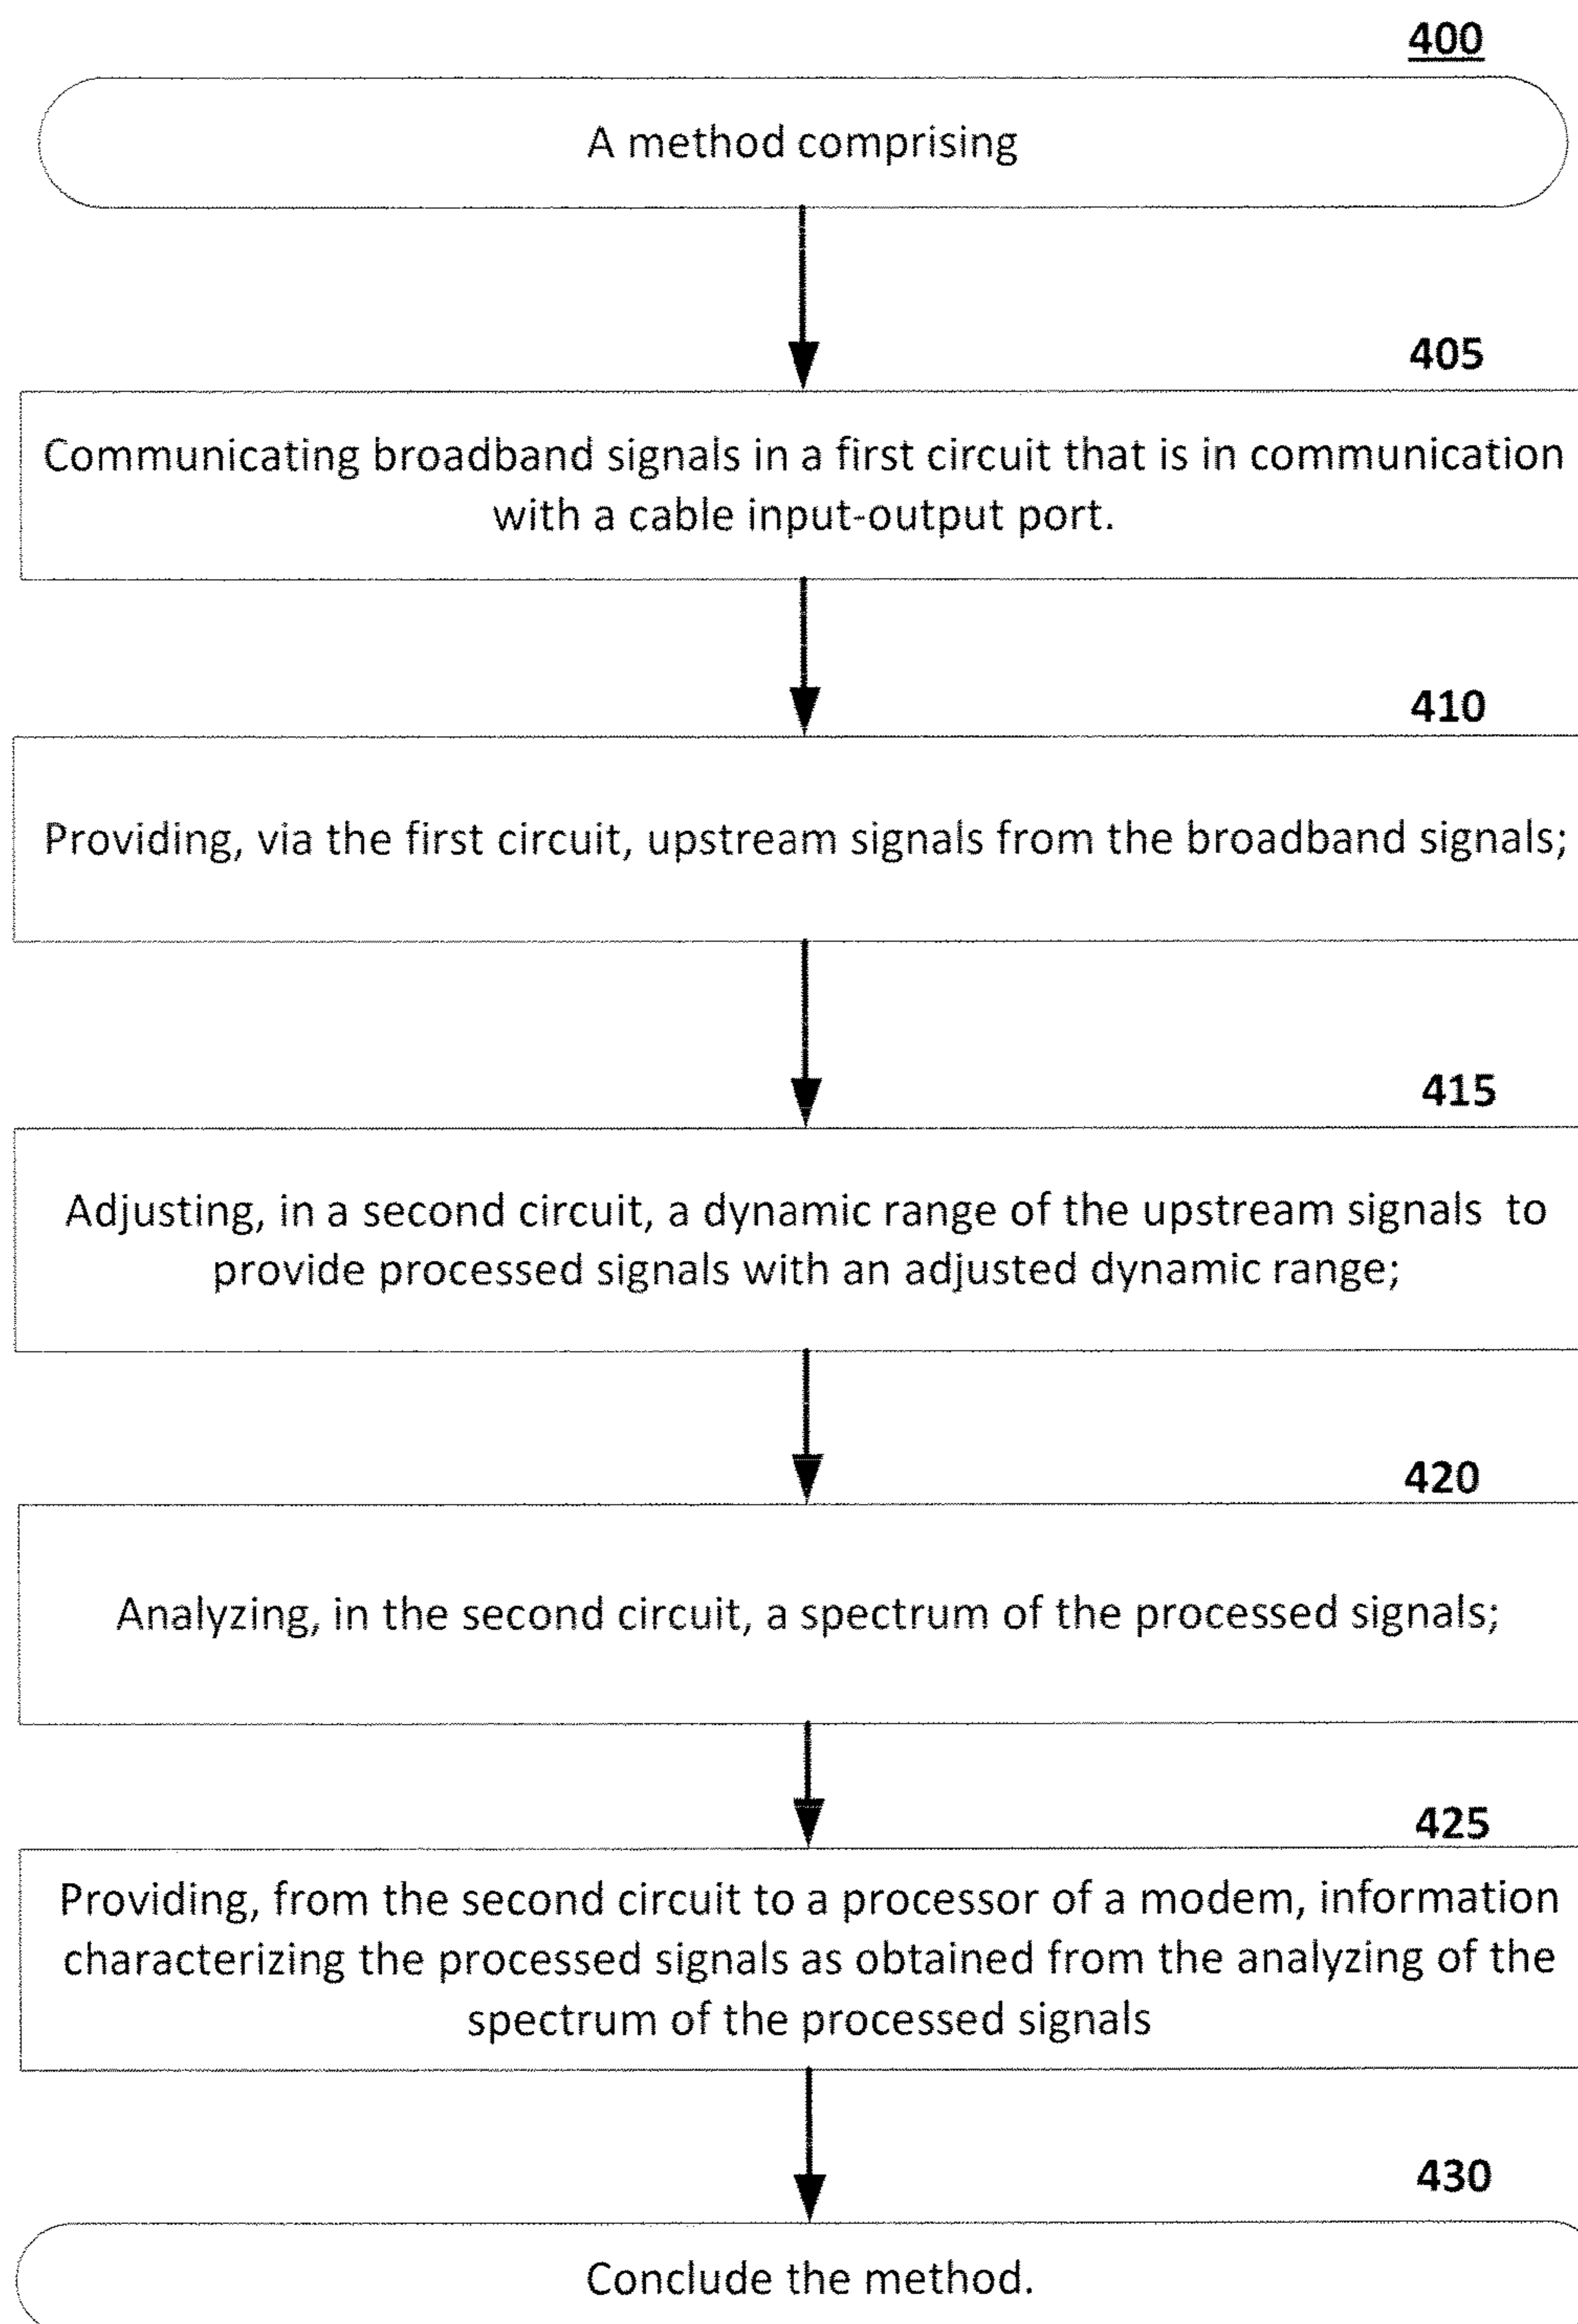 400
A method comprising
405
Communicating broadband signals in a first circuit that is in communication
with a cable input-output port.
410
Providing, via the first circuit, upstream signals from the broadband signals;
415
Adjusting, in a second circuit, a dynamic range of the upstream signals to
provide processed signals with an adjusted dynamic range;
420
Analyzing, in the second circuit, a spectrum of the processed signals;
425
Providing, from the second circuit to a processor of a modem, information
characterizing the processed signals as obtained from the analyzing of the
spectrum of the processed signals
430
Conclude the method.